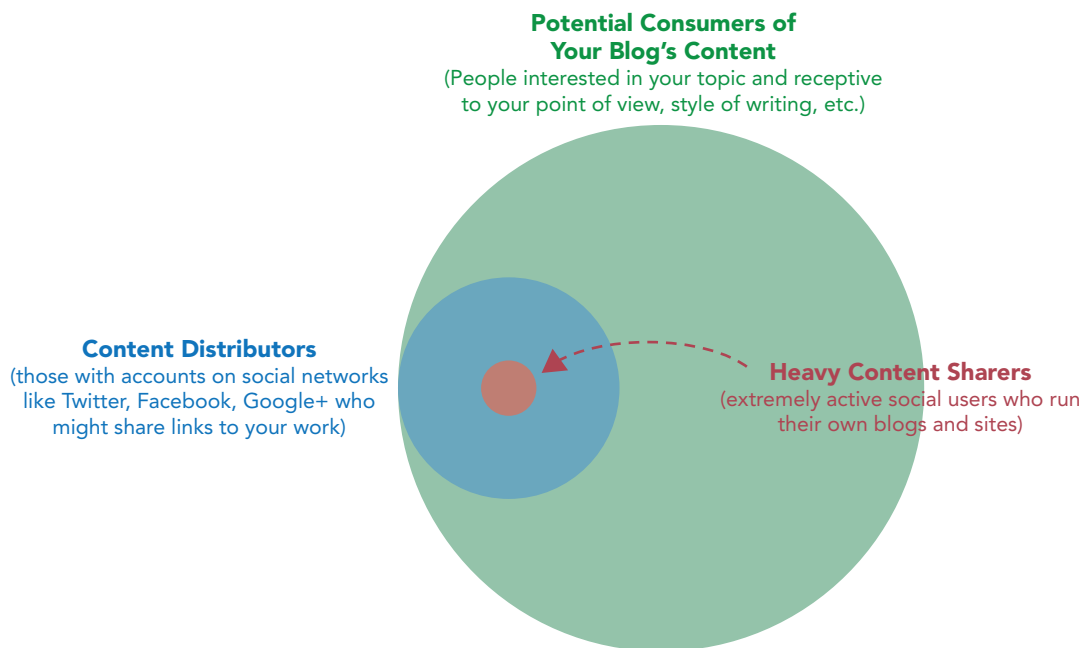 Potential Consumers of
Your Blog’s Content
(People interested in your topic and receptive
to your point of view, style of writing, etc.)
Content Distributors
(those with accounts on social networks
like Twitter, Facebook, Google+ who
might share links to your work)
Heavy Content Sharers
(extremely active social users who run
their own blogs and sites)